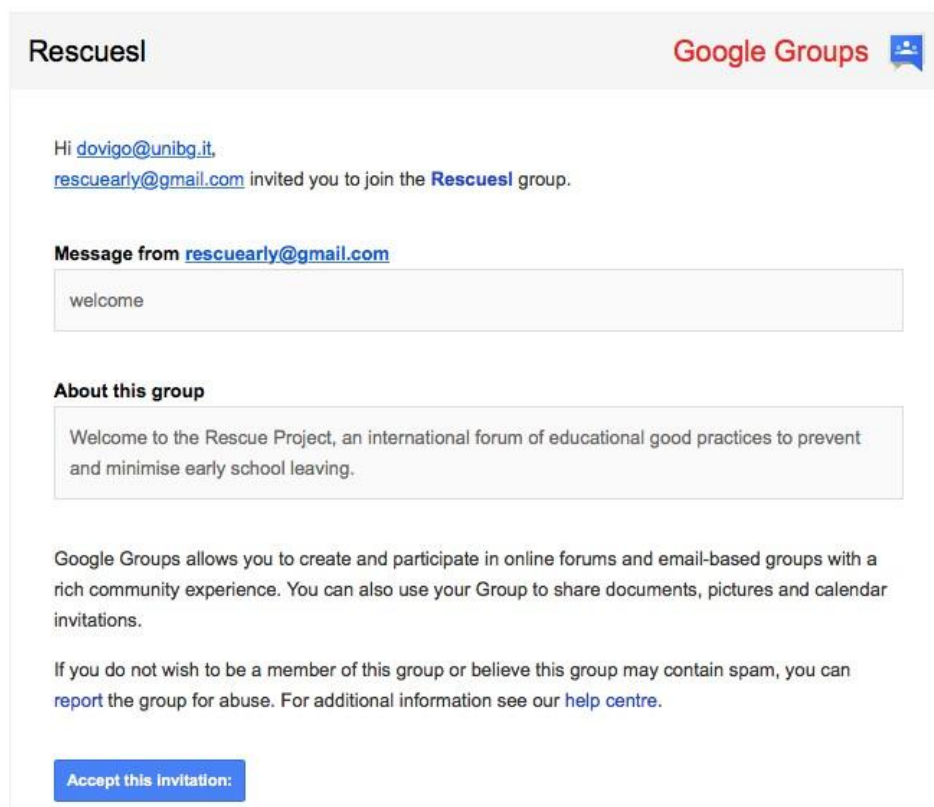 Rescuesl
Google Groups
Hi dovigo@unibg.it,
rescuearly@gmail.com invited you to join the Rescuesl group.
Message from rescuearly@gmail.com
welcome
About this group
Welcome to the Rescue Project, an international forum of educational good practices to prevent
and minimise early school leaving.
Google Groups allows you to create and participate in online forums and email-based groups with a
rich community experience. You can also use your Group to share documents, pictures and calendar
invitations.
If you do not wish to be a member of this group or believe this group may contain spam, you can
report the group for abuse. For additional information see our help centre.
Accept this invitation: